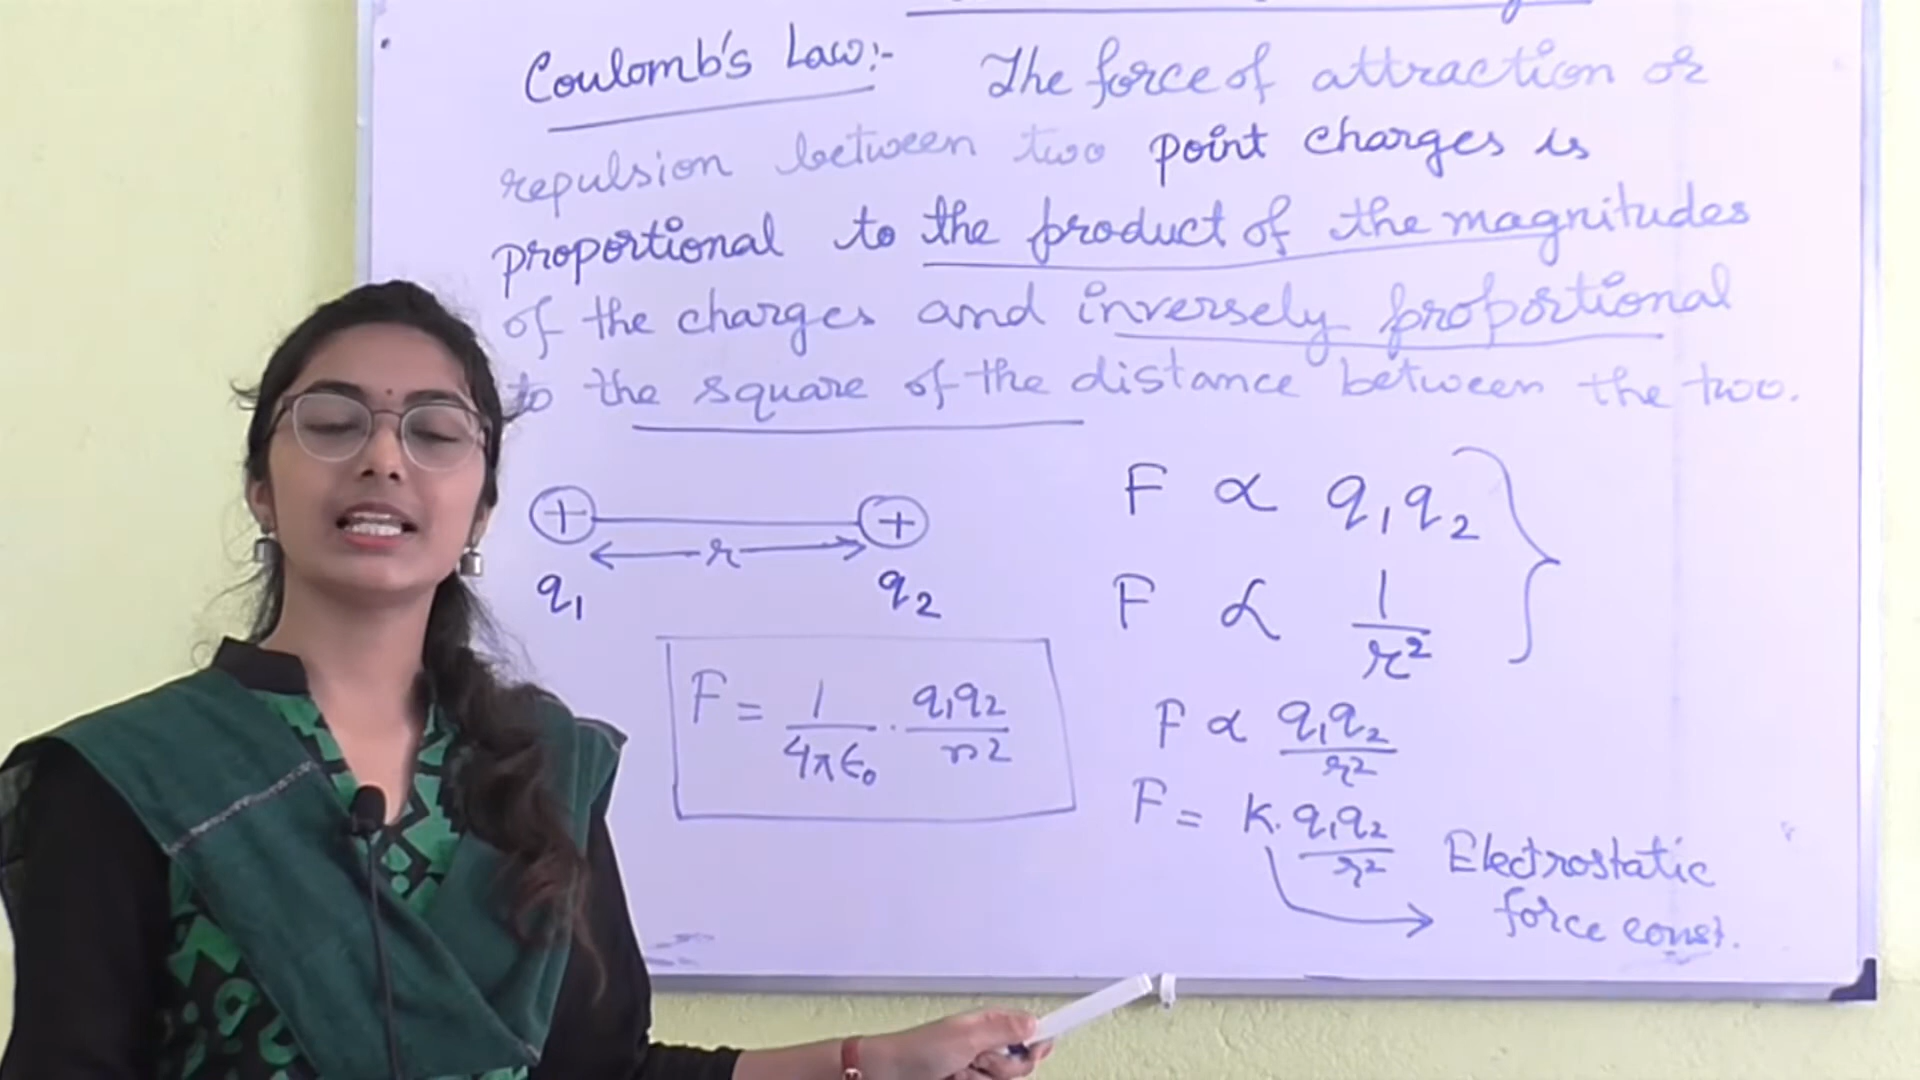 Coulomb's Law:- The force of attraction or
repulsion between two point charges is
proportional to the product of the magnitudes
of the charges and inversely proportional
to the square of the distance between the two.
+ r +
q₁ q₂
F ∝ q₁q₂
F ∝ 1/r²
F = 1/4πϵ₀ · q₁q₂/r²
F ∝ q₁q₂/r²
F = K. q₁q₂/r²
Electrostatic
force const.